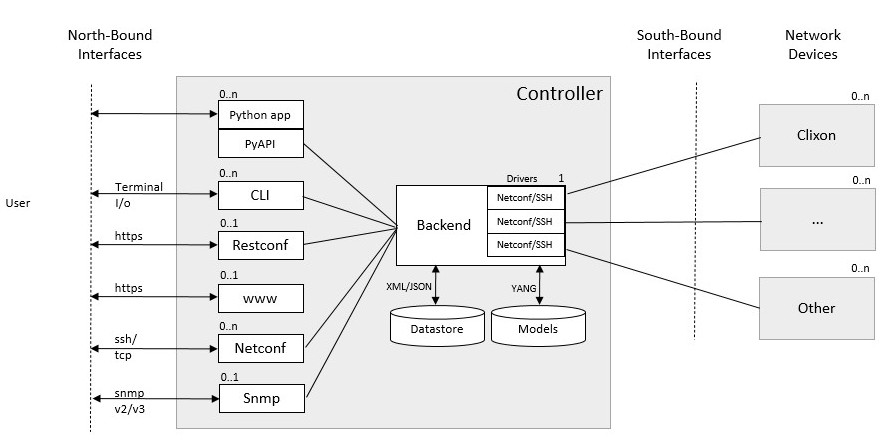 North-Bound
Interfaces
South-Bound
Interfaces
Network
Devices
Controller
User
0..n
Python app
PyAPI
0..n
Terminal
I/o
CLI
0..1
https
Restconf
0..1
https
www
0..n
ssh/
tcp
Netconf
0..1
snmp
v2/v3
Snmp
Backend
Drivers 1
Netconf/SSH
Netconf/SSH
Netconf/SSH
XML/JSON
YANG
Datastore
Models
0..n
Clixon
0..n
...
0..n
Other